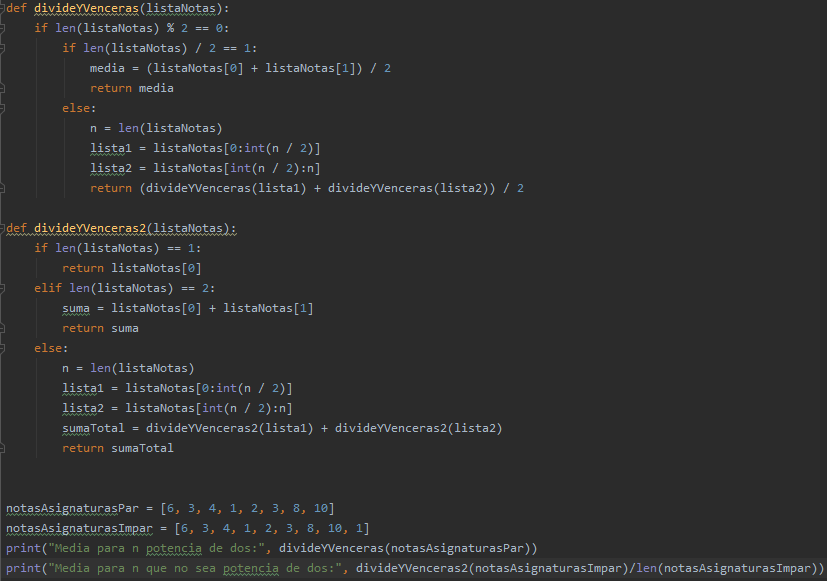 def divideYVenceras(listaNotas):
    if len(listaNotas) % 2 == 0:
        if len(listaNotas) / 2 == 1:
            media = (listaNotas[0] + listaNotas[1]) / 2
            return media
        else:
            n = len(listaNotas)
            lista1 = listaNotas[0:int(n / 2)]
            lista2 = listaNotas[int(n / 2):n]
            return (divideYVenceras(lista1) + divideYVenceras(lista2)) / 2

def divideYVenceras2(listaNotas):
    if len(listaNotas) == 1:
        return listaNotas[0]
    elif len(listaNotas) == 2:
        suma = listaNotas[0] + listaNotas[1]
        return suma
    else:
        n = len(listaNotas)
        lista1 = listaNotas[0:int(n / 2)]
        lista2 = listaNotas[int(n / 2):n]
        sumaTotal = divideYVenceras2(lista1) + divideYVenceras2(lista2)
        return sumaTotal

notasAsignaturasPar = [6, 3, 4, 1, 2, 3, 8, 10]
notasAsignaturasImpar = [6, 3, 4, 1, 2, 3, 8, 10, 1]
print("Media para n potencia de dos:", divideYVenceras(notasAsignaturasPar))
print("Media para n que no sea potencia de dos:", divideYVenceras2(notasAsignaturasImpar)/len(notasAsignaturasImpar))